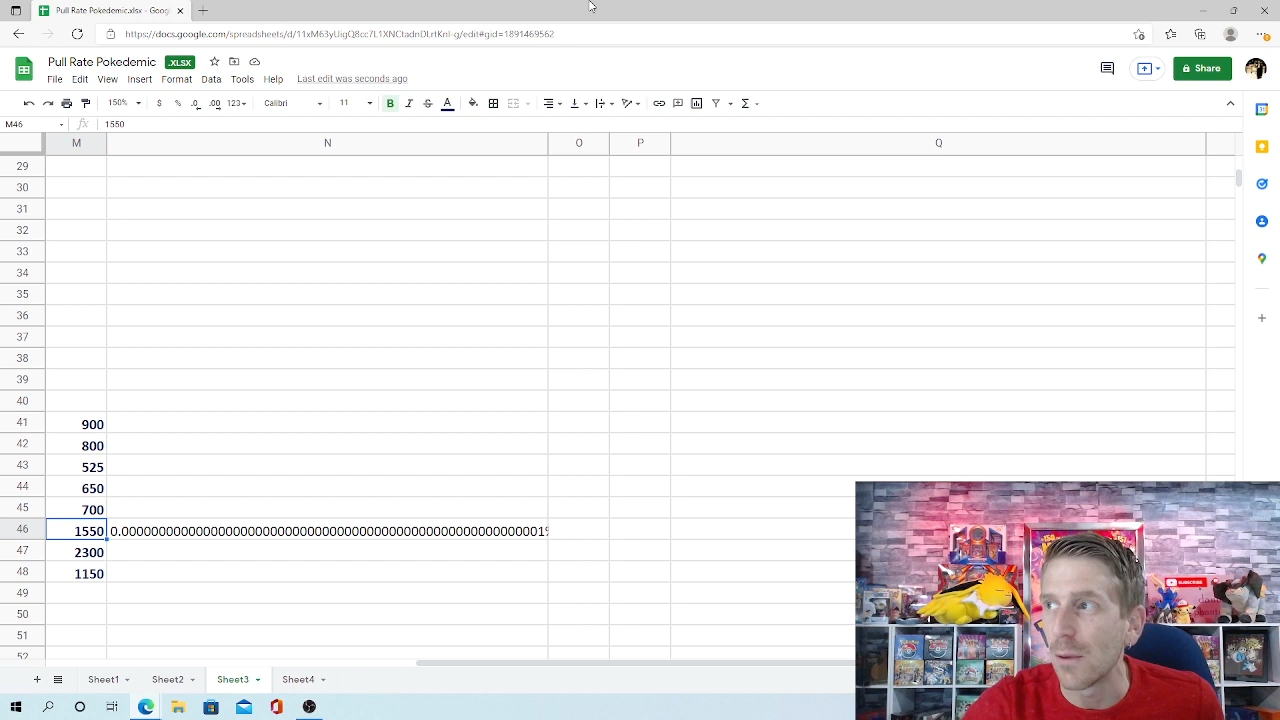 Pull Rate Pokedemic.xlsx - Goog
https://docs.google.com/spreadsheets/d/11xM63yUigQ8cc7L1XNCtadnDLrtKnI-g/edit#gid=1891469562
Pull Rate Pokedemic .XLSX
Share
File Edit View Insert Format Data Tools Help Last edit was seconds ago
150% $ % .0 .00 123 Calibri 11 B I S A Σ
M46 fx 1550
M N O P Q
29
30
31
32
33
34
35
36
37
38
39
40
41 900
42 800
43 525
44 650
45 700
46 1550
47 2300
48 1150
49
50
51
52
SUBSCRIBE
Sheet1 Sheet2 Sheet3 Sheet4